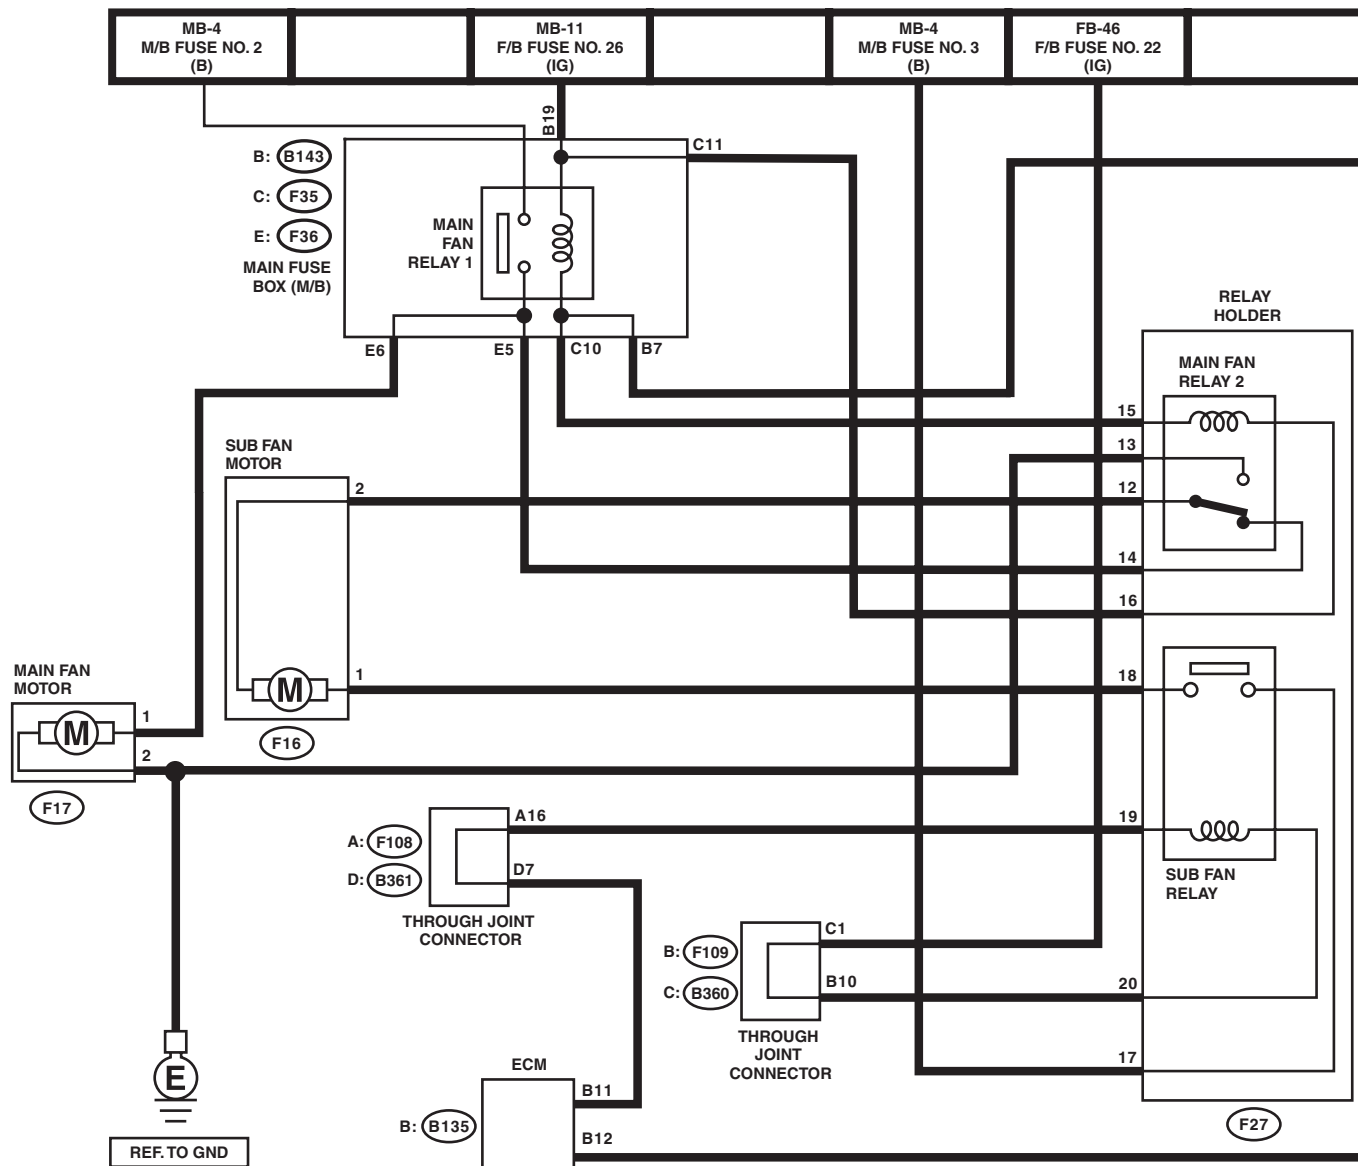 MB-4
M/B FUSE NO. 2
(B)
MB-11
F/B FUSE NO. 26
(IG)
MB-4
M/B FUSE NO. 3
(B)
FB-46
F/B FUSE NO. 22
(IG)
B19
C11
B: B143
C: F35
E: F36
MAIN FUSE
BOX (M/B)
MAIN
FAN
RELAY 1
E6
E5
C10
B7
RELAY
HOLDER
MAIN FAN
RELAY 2
15
13
12
14
16
18
19
20
17
SUB FAN
MOTOR
2
M
1
F16
MAIN FAN
MOTOR
M
1
2
F17
A16
A: F108
D7
D: B361
THROUGH JOINT
CONNECTOR
SUB FAN
RELAY
C1
B: F109
B10
C: B360
THROUGH
JOINT
CONNECTOR
E
REF. TO GND
ECM
B11
B: B135
B12
F27